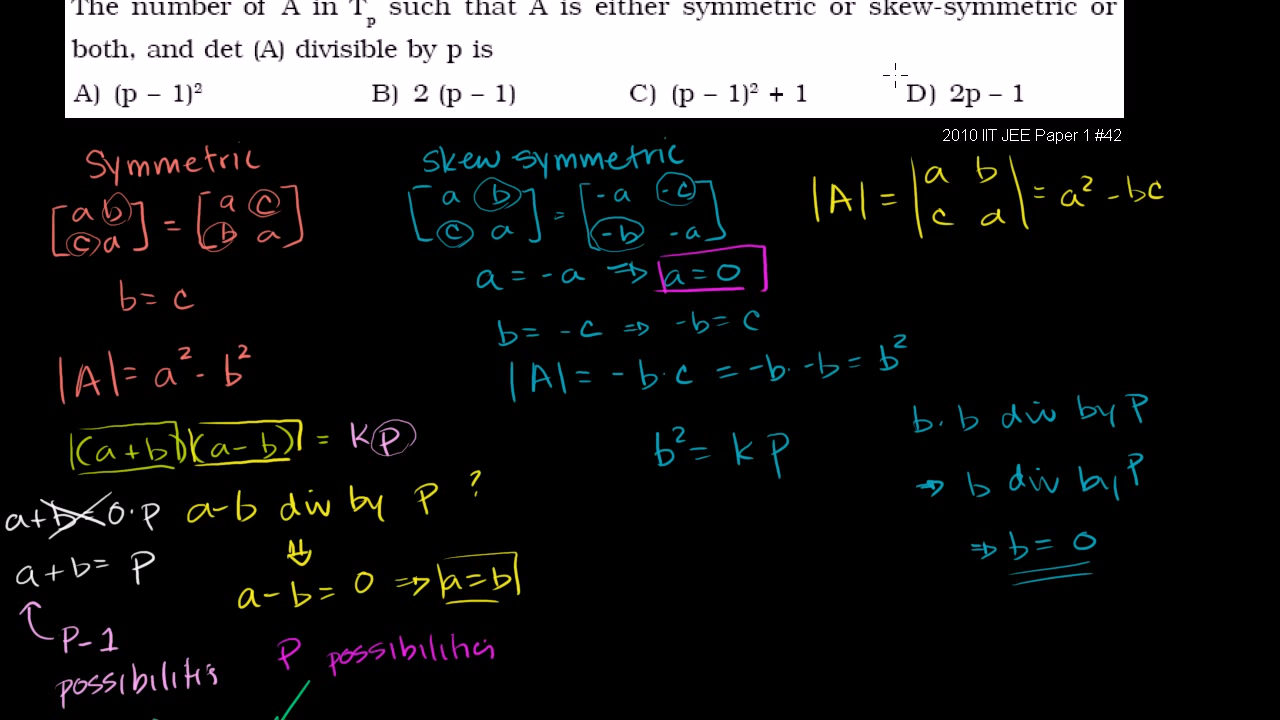 The number of A in Tₚ such that A is either symmetric or skew-symmetric or
both, and det (A) divisible by p is
A) (p – 1)² B) 2 (p – 1) C) (p – 1)² + 1 D) 2p – 1
2010 IIT JEE Paper 1 #42
Symmetric
[a b; c a] = [a c; b a]
b = c
|A| = a² - b²
(a+b)(a-b) = KP
a+b=0·P
a-b div by P ?
a+b= P
a-b= 0 ⇒ a=b
P-1
possibilities
P possibilities
Skew symmetric
[a b; c a] = [-a -c; -b -a]
a = -a ⇒ a=0
b= -c ⇒ -b=c
|A| = -b·c = -b·-b = b²
b² = KP
b·b div by P
⇒ b div by P
⇒ b= 0
|A| = |a b; c a| = a² - bc